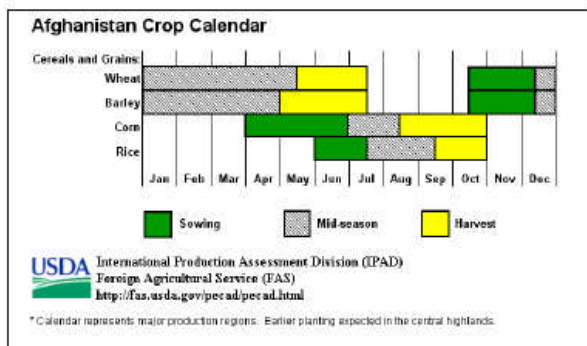 Afghanistan Crop Calendar
Cereals and Grains:
Wheat
Barley
Corn
Rice
Jan Feb Mar Apr May Jun Jul Aug Sep Oct Nov Dec
Sowing Mid-season Harvest
USDA
International Production Assessment Division (IPAD)
Foreign Agricultural Service (FAS)
http://fas.usda.gov/pecad/pecad.html
* Calendar represents major production regions. Earlier planting expected in the central highlands.